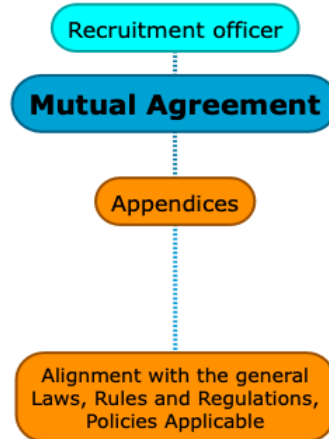 Recruitment officer
Mutual Agreement
Appendices
Alignment with the general
Laws, Rules and Regulations,
Policies Applicable